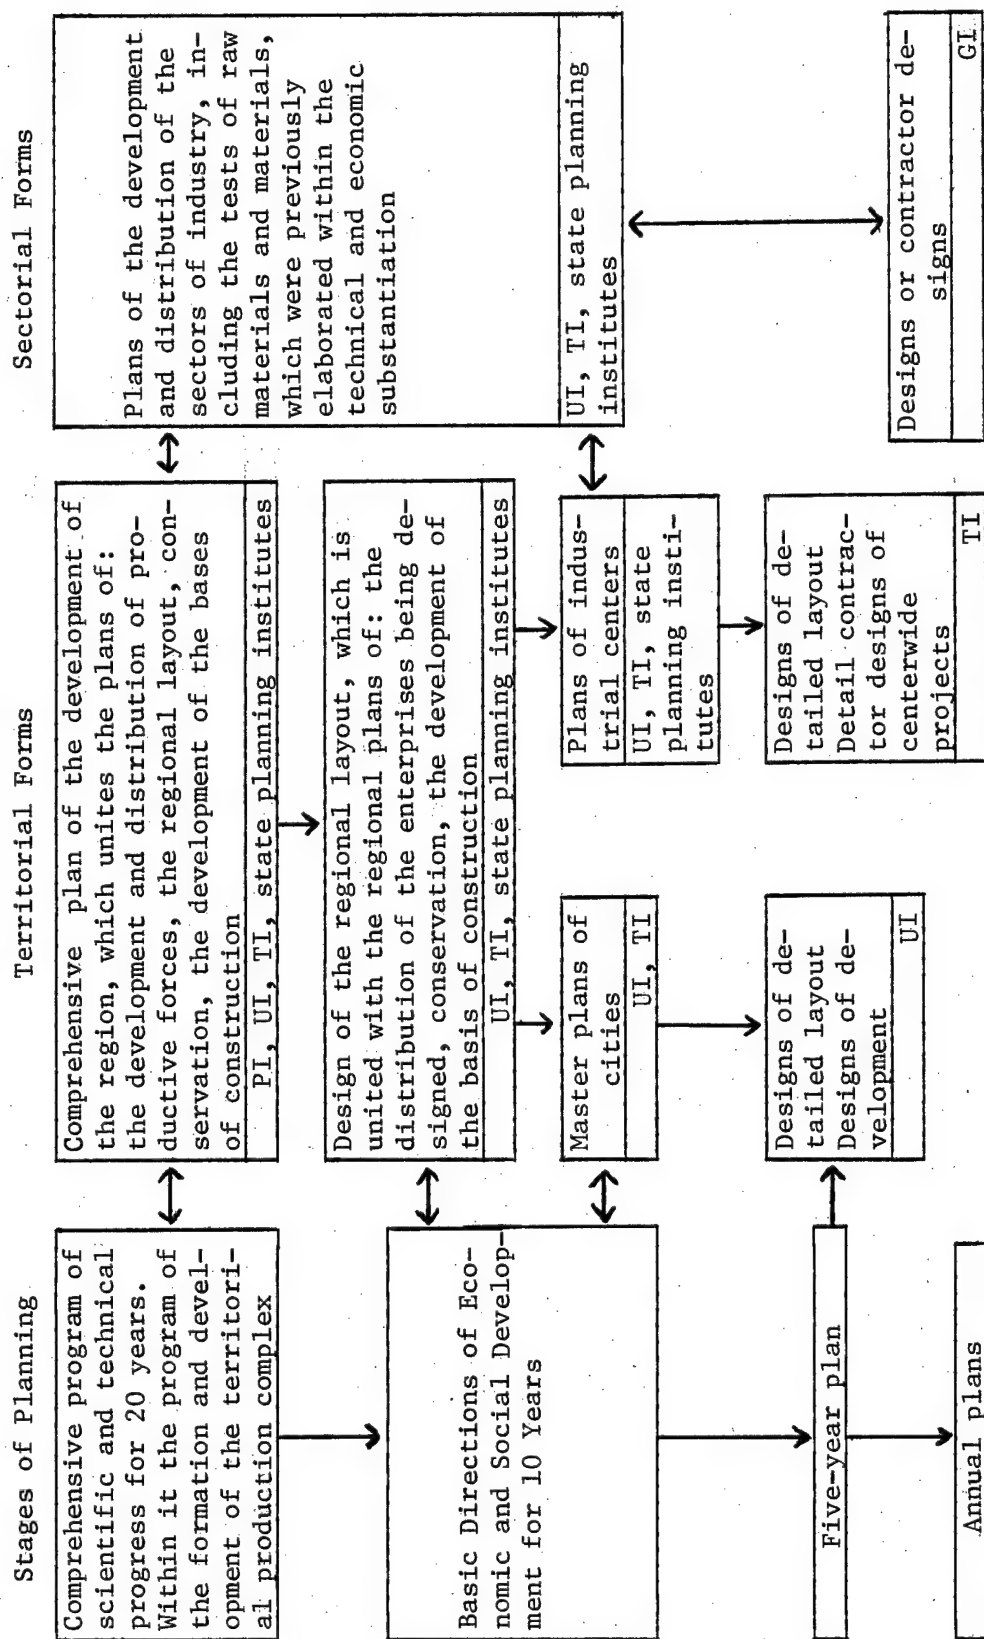 Stages of Planning
Comprehensive program of
scientific and technical
progress for 20 years.
Within it the program of
the formation and devel-
opment of the territori-
al production complex
Basic Directions of Eco-
nomic and Social Develop-
ment for 10 Years
Five-year plan
Annual plans
Territorial Forms
Comprehensive plan of the development of
the region, which unites the plans of:
the development and distribution of pro-
ductive forces, the regional layout, con-
servation, the development of the bases
of construction
PI, UI, TI, state planning institutes
Design of the regional layout, which is
united with the regional plans of: the
distribution of the enterprises being de-
signed, conservation, the development of
the basis of construction
UI, TI, state planning institutes
Master plans of
cities
UI, TI
Designs of de-
tailed layout
Designs of de-
velopment
UI
Plans of indus-
trial centers
UI, TI, state
planning insti-
tutes
Designs of de-
tailed layout
Detail contrac-
tor designs of
centerwide
projects
TI
Sectorial Forms
Plans of the development
and distribution of the
sectors of industry, in-
cluding the tests of raw
materials and materials,
which were previously
elaborated within the
technical and economic
substantiation
UI, TI, state planning
institutes
Designs or contractor de-
signs
GI